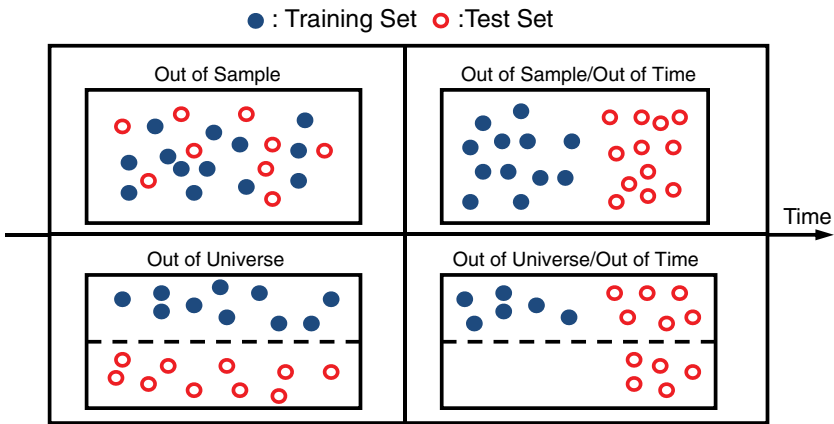 : Training Set :Test Set
Out of Sample
Out of Sample/Out of Time
Time
Out of Universe
Out of Universe/Out of Time